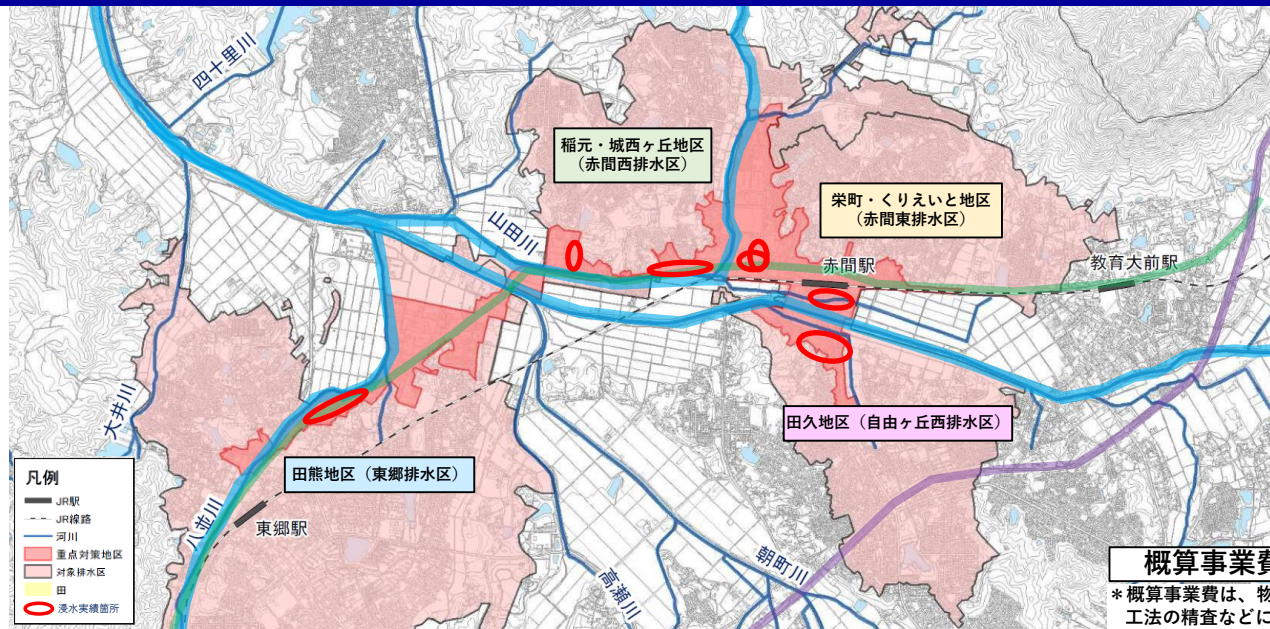 四十里川
稲元・城西ヶ丘地区
（赤間西排水区）
栄町・くりえいと地区
（赤間東排水区）
山田川
赤間駅
教育大前駅
大井川
田久地区（自由ヶ丘西排水区）
田熊地区（東郷排水区）
八並川
東郷駅
高瀬川
朝町川
凡例
JR駅
JR線路
河川
重点対策地区
対象排水区
田
浸水実績箇所
概算事業費
＊概算事業費は、物
工法の精査などに